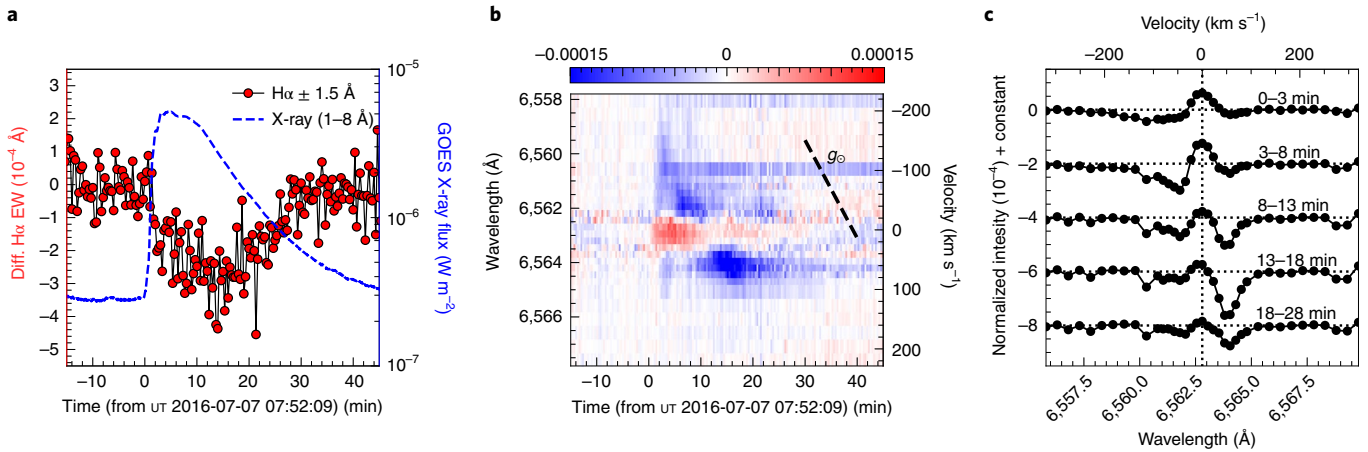 a
Diff. Hα EW (10⁻⁴ Å)
3
2
1
0
−1
−2
−3
−4
−5
Hα ± 1.5 Å
X-ray (1–8 Å)
10⁻⁵
10⁻⁶
10⁻⁷
GOES X-ray flux (W m⁻²)
−10 0 10 20 30 40
Time (from UT 2016-07-07 07:52:09) (min)
b
−0.00015 0 0.00015
Wavelength (Å)
6,558
6,560
6,562
6,564
6,566
g⊙
−200
−100
0
100
200
Velocity (km s⁻¹)
−10 0 10 20 30 40
Time (from UT 2016-07-07 07:52:09) (min)
c
Velocity (km s⁻¹)
−200 0 200
Normalized intesity (10⁻⁴) + constant
0
−2
−4
−6
−8
0–3 min
3–8 min
8–13 min
13–18 min
18–28 min
6,557.5 6,560.0 6,562.5 6,565.0 6,567.5
Wavelength (Å)